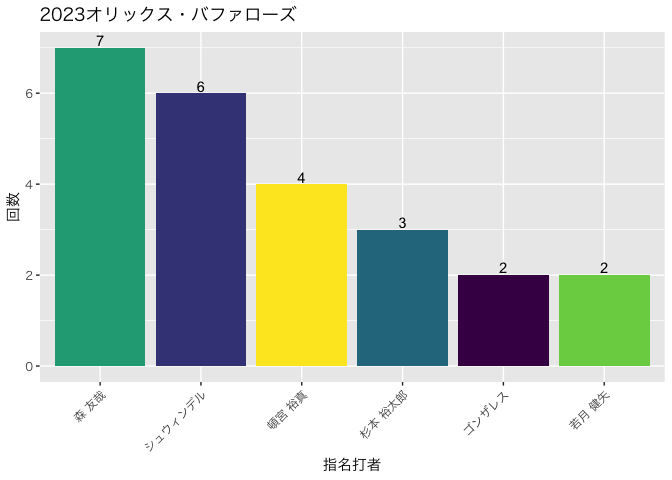 2023オリックス・バファローズ
7
6
4
3
2
2
回数
6
4
2
0
森 友哉
シュウィンデル
頓宮 裕真
杉本 裕太郎
ゴンザレス
若月 健矢
指名打者